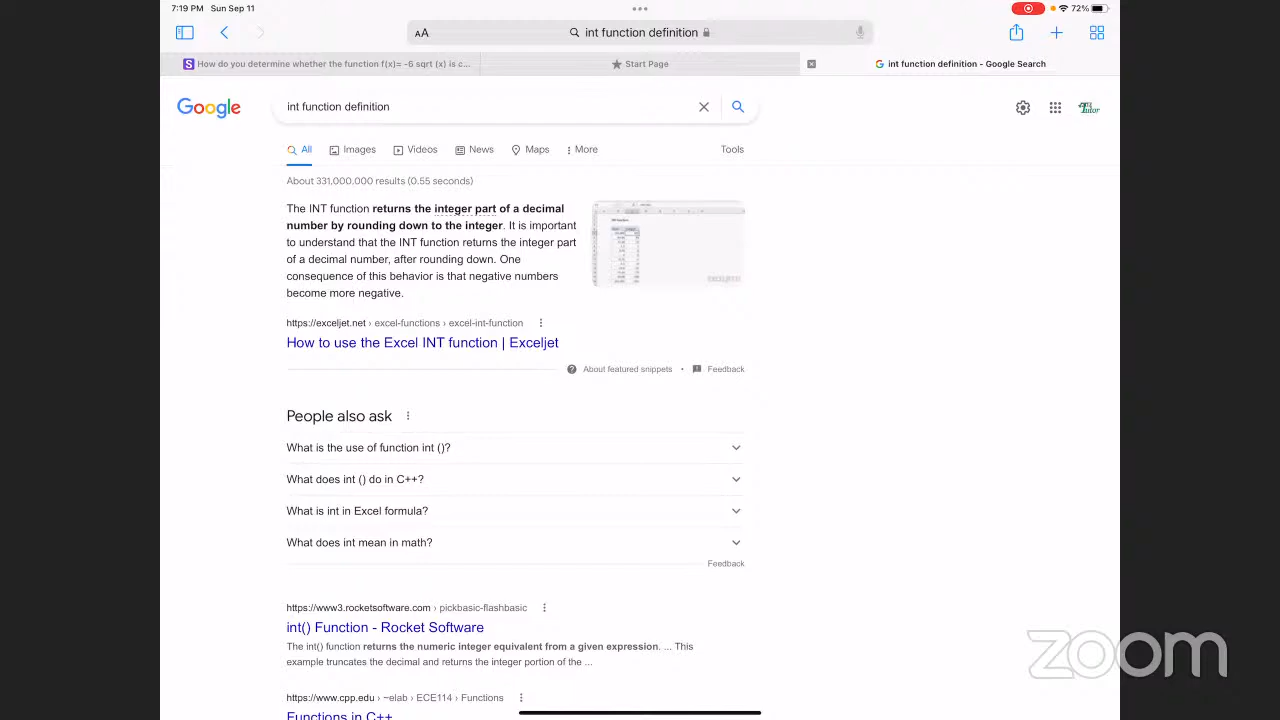 7:19 PM Sun Sep 11
72%
AA
int function definition
S How do you determine whether the function f(x)= -6 sqrt (x) is c...
Start Page
int function definition - Google Search
Google
int function definition
Tutor
All
Images
Videos
News
Maps
More
Tools
About 331,000,000 results (0.55 seconds)
The INT function returns the integer part of a decimal
number by rounding down to the integer. It is important
to understand that the INT function returns the integer part
of a decimal number, after rounding down. One
consequence of this behavior is that negative numbers
become more negative.
https://exceljet.net › excel-functions › excel-int-function
How to use the Excel INT function | Exceljet
About featured snippets • Feedback
People also ask
What is the use of function int ()?
What does int () do in C++?
What is int in Excel formula?
What does int mean in math?
Feedback
https://www3.rocketsoftware.com › pickbasic-flashbasic
int() Function - Rocket Software
The int() function returns the numeric integer equivalent from a given expression. ... This
example truncates the decimal and returns the integer portion of the ...
https://www.cpp.edu › ~elab › ECE114 › Functions
Functions in C++
zoom